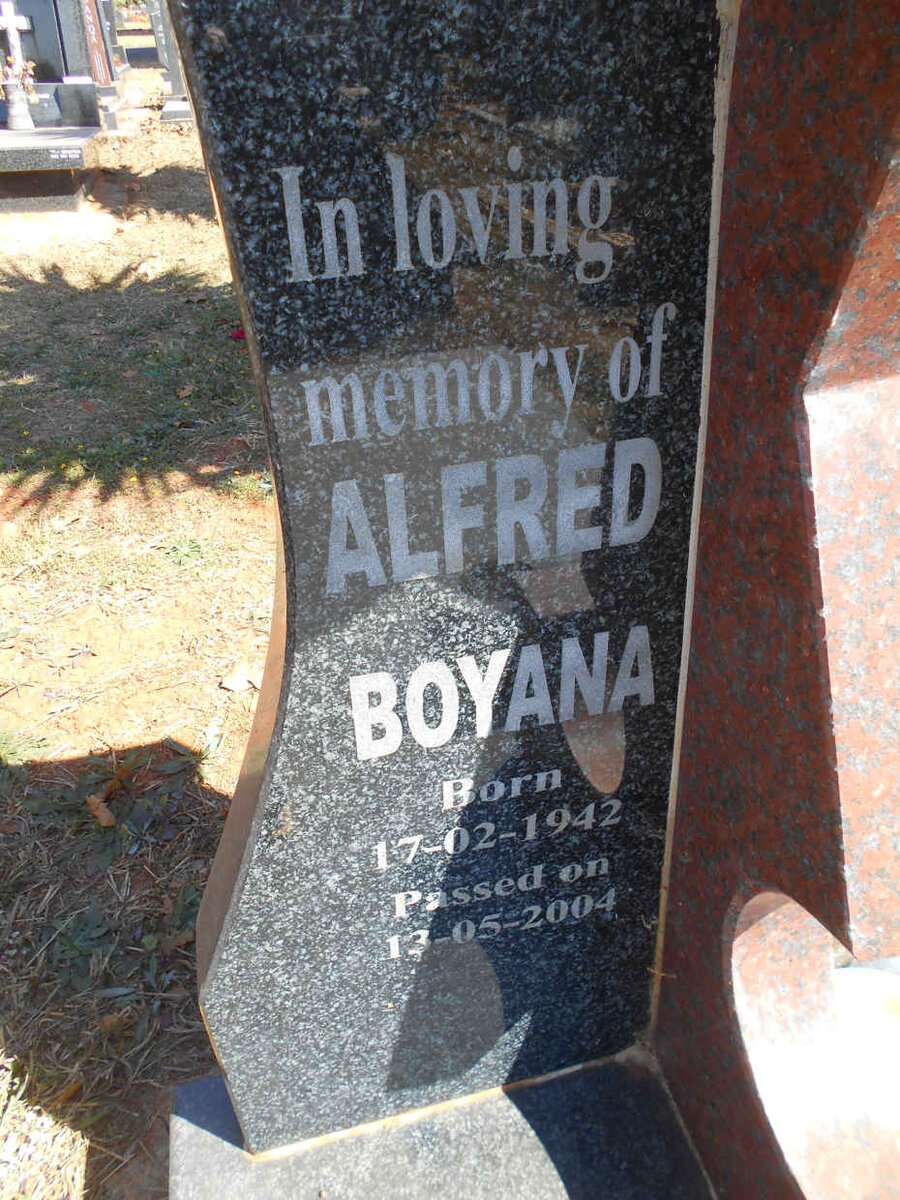 In loving
memory of
ALFRED
BOYANA
Born
17-02-1942
Passed on
13-05-2004